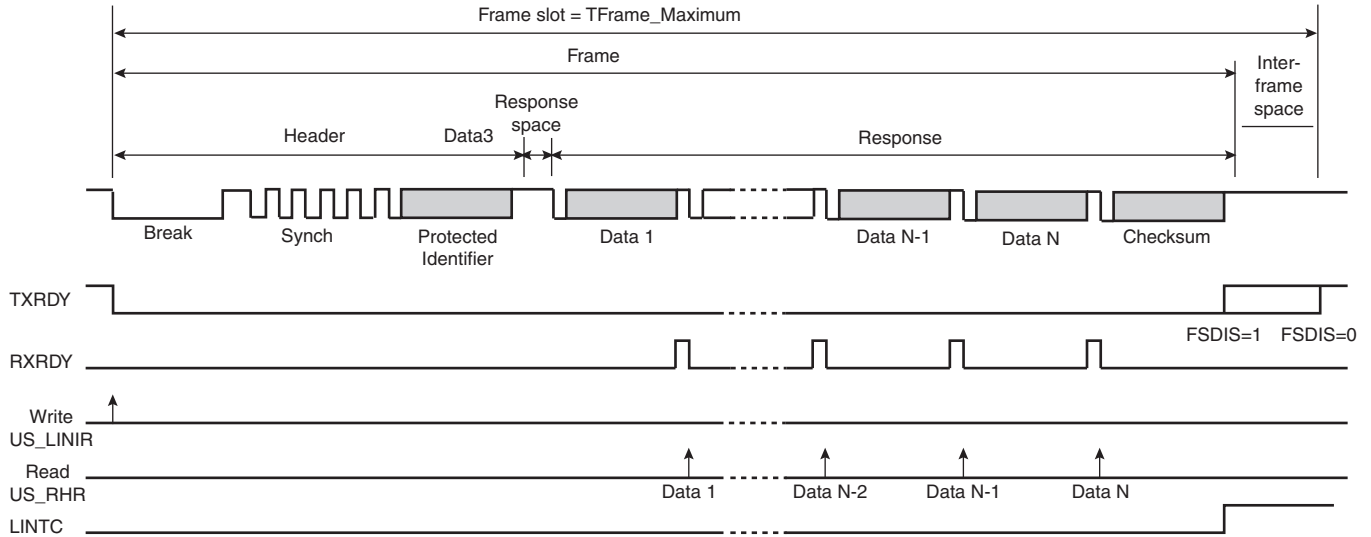 Frame slot = TFrame_Maximum
Frame
Inter-
frame
space
Response
space
Header
Data3
Response
Break
Synch
Protected
Identifier
Data 1
Data N-1
Data N
Checksum
TXRDY
FSDIS=1
FSDIS=0
RXRDY
Write
US_LINIR
Read
US_RHR
Data 1
Data N-2
Data N-1
Data N
LINTC